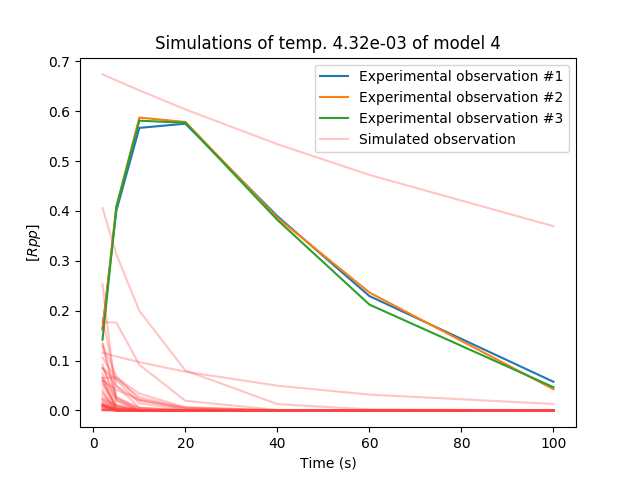 Simulations of temp. 4.32e-03 of model 4
[Rpp]
0.7
0.6
0.5
0.4
0.3
0.2
0.1
0.0
Experimental observation #1
Experimental observation #2
Experimental observation #3
Simulated observation
0 20 40 60 80 100
Time (s)